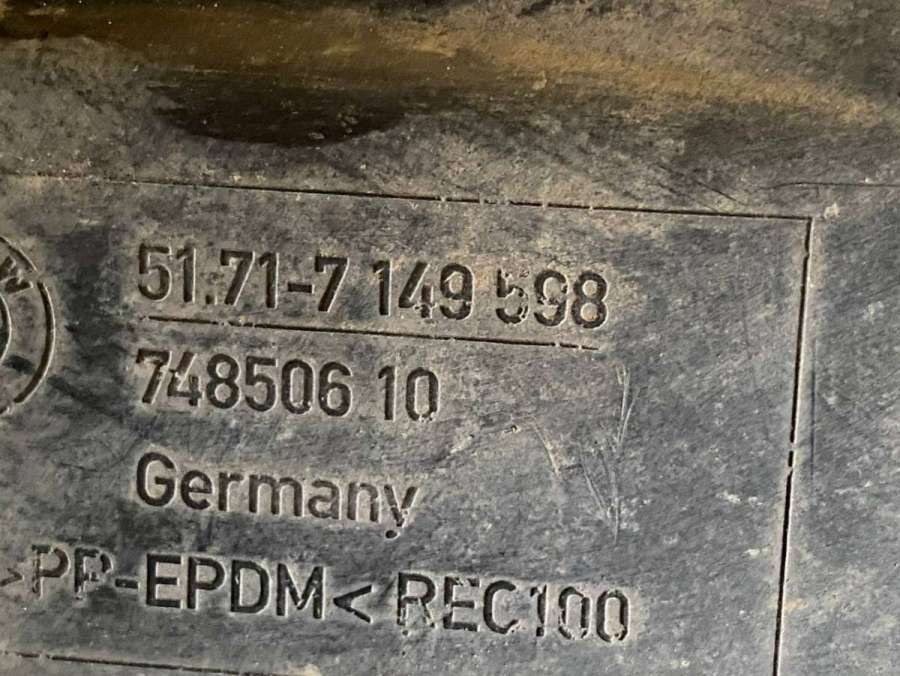 51.71-7 149 598
748506 10
Germany
>PP-EPDM< REC100